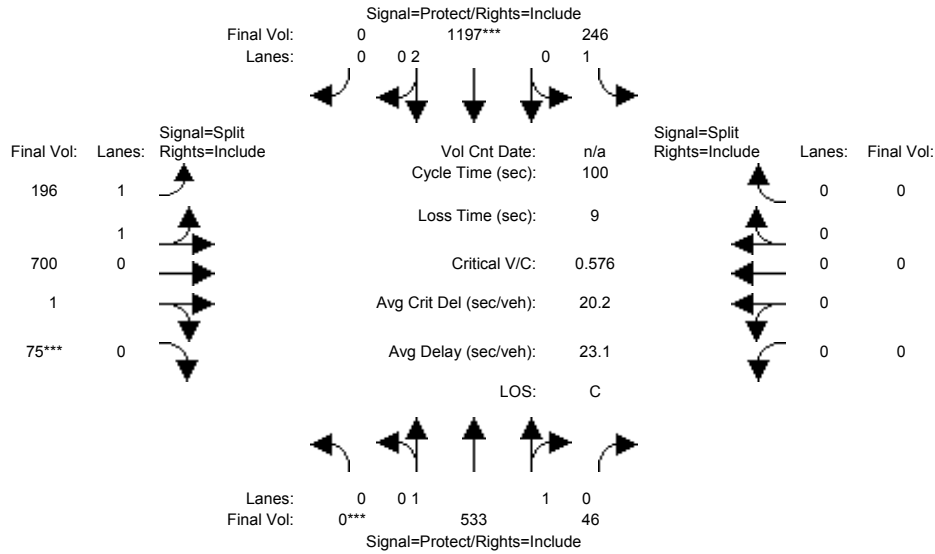 Signal=Protect/Rights=Include
Final Vol: 0 1197*** 246
Lanes: 0 0 2 0 1
Signal=Split
Rights=Include
Final Vol: Lanes:
Vol Cnt Date: n/a
Signal=Split
Rights=Include
Lanes: Final Vol:
Cycle Time (sec): 100
196 1
0 0
Loss Time (sec): 9
1
0
700 0
Critical V/C: 0.576
0 0
1
Avg Crit Del (sec/veh): 20.2
0
75*** 0
Avg Delay (sec/veh): 23.1
0 0
LOS: C
Lanes: 0 0 1 1 0
Final Vol: 0*** 533 46
Signal=Protect/Rights=Include